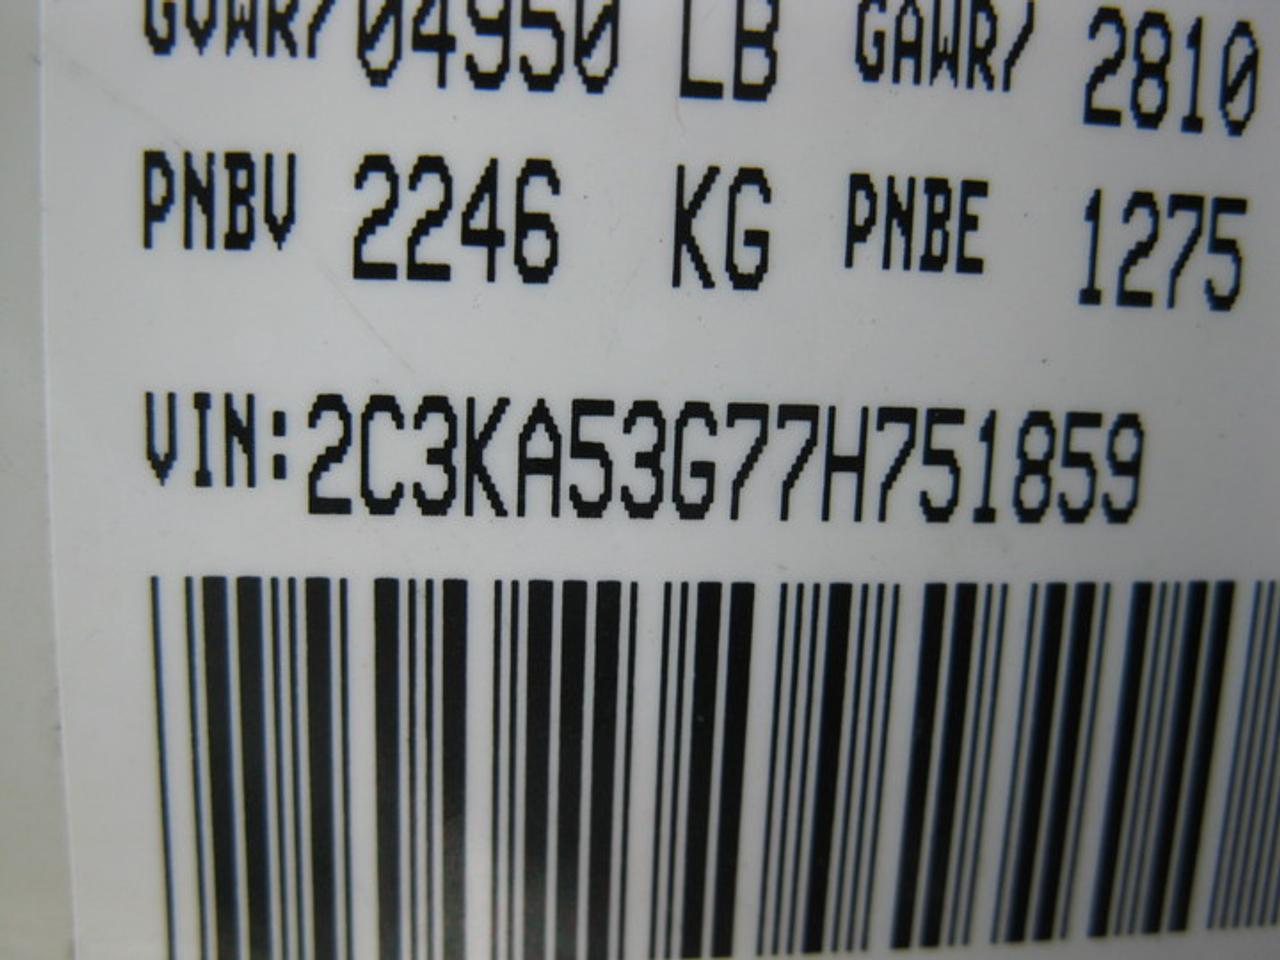 GVWR/04950 LB GAWR/ 2810
PNBV 2246 KG PNBE 1275
VIN:2C3KA53G77H751859